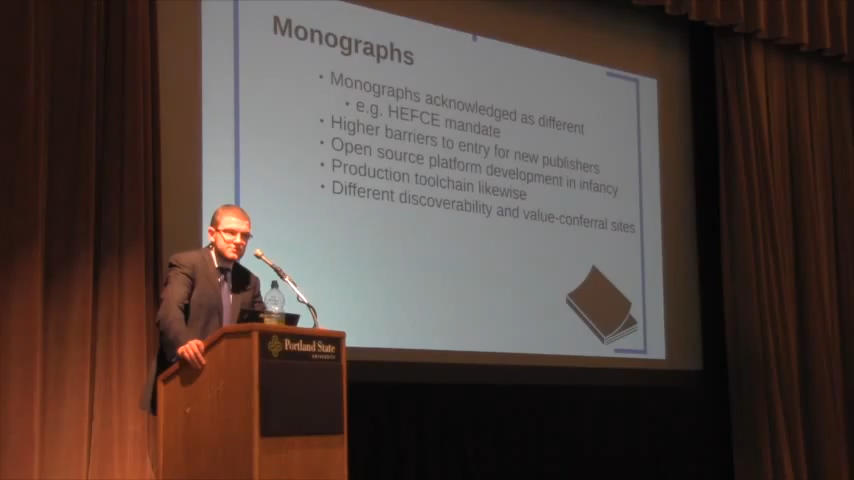 Monographs
• Monographs acknowledged as different
• e.g. HEFCE mandate
• Higher barriers to entry for new publishers
• Open source platform development in infancy
• Production toolchain likewise
• Different discoverability and value-conferral sites
Portland State
UNIVERSITY